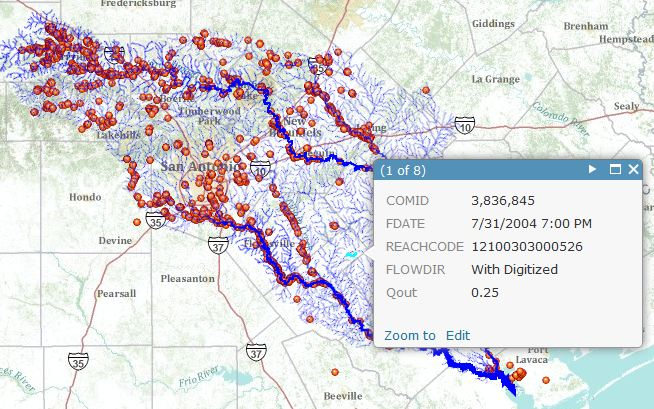 Fredericksburg
Giddings
Brenham
Hempstead
La Grange
Sealy
Boerne
Timberwood
Park
Lakehills
New
Braunfels
10
Colorado River
San Antonio
10
Hondo
35
Devine
37
Floresville
Pleasanton
Pearsall
35
37
Frio River
Beeville
Port
Lavaca
(1 of 8)
COMID 3,836,845
FDATE 7/31/2004 7:00 PM
REACHCODE 12100303000526
FLOWDIR With Digitized
Qout 0.25
Zoom to Edit